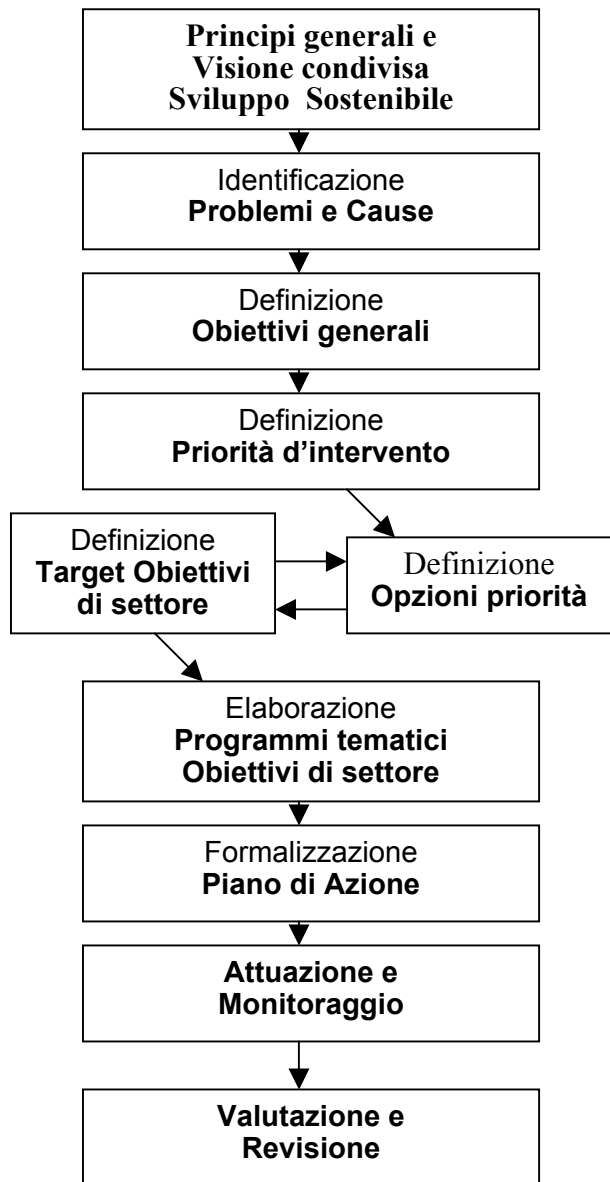 Principi generali e
Visione condivisa
Sviluppo Sostenibile
Identificazione
Problemi e Cause
Definizione
Obiettivi generali
Definizione
Priorità d'intervento
Definizione
Target Obiettivi
di settore
Definizione
Opzioni priorità
Elaborazione
Programmi tematici
Obiettivi di settore
Formalizzazione
Piano di Azione
Attuazione e
Monitoraggio
Valutazione e
Revisione